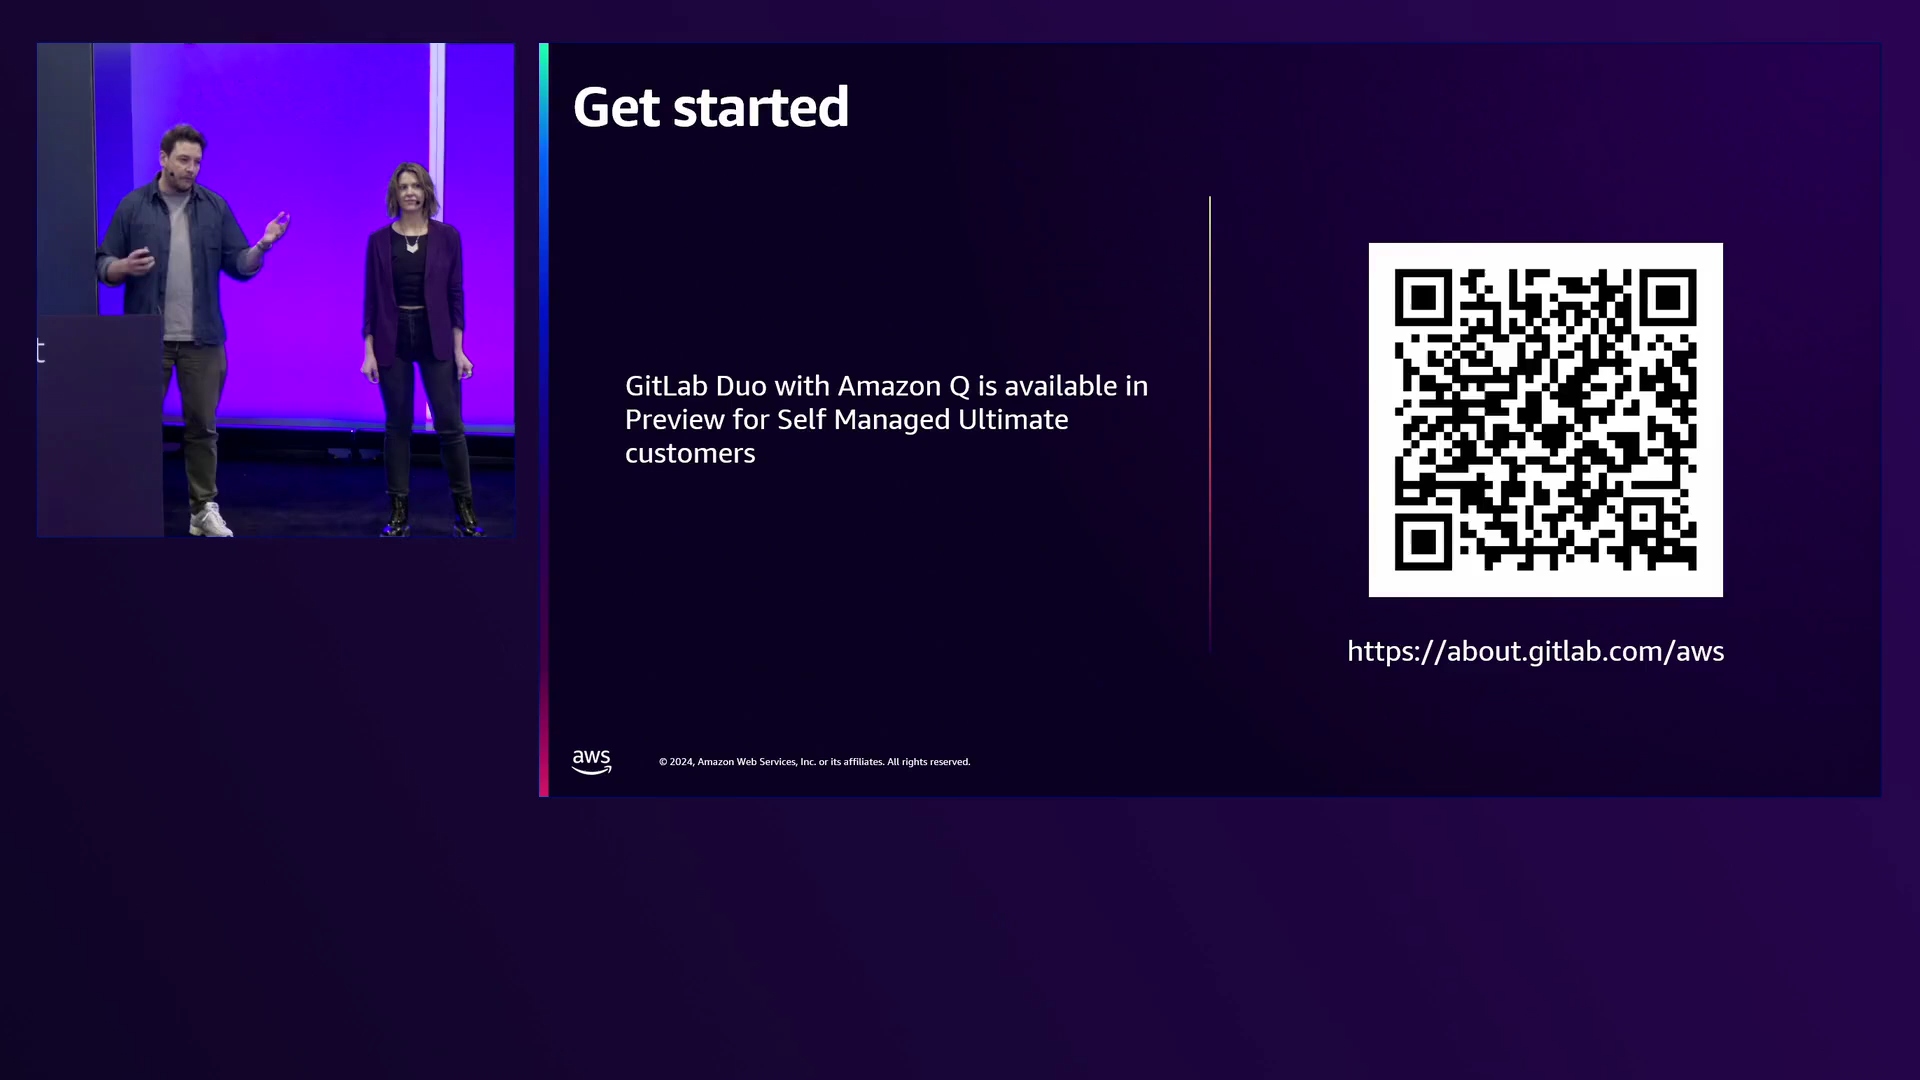 t
Get started
GitLab Duo with Amazon Q is available in
Preview for Self Managed Ultimate
customers
https://about.gitlab.com/aws
aws
© 2024, Amazon Web Services, Inc. or its affiliates. All rights reserved.